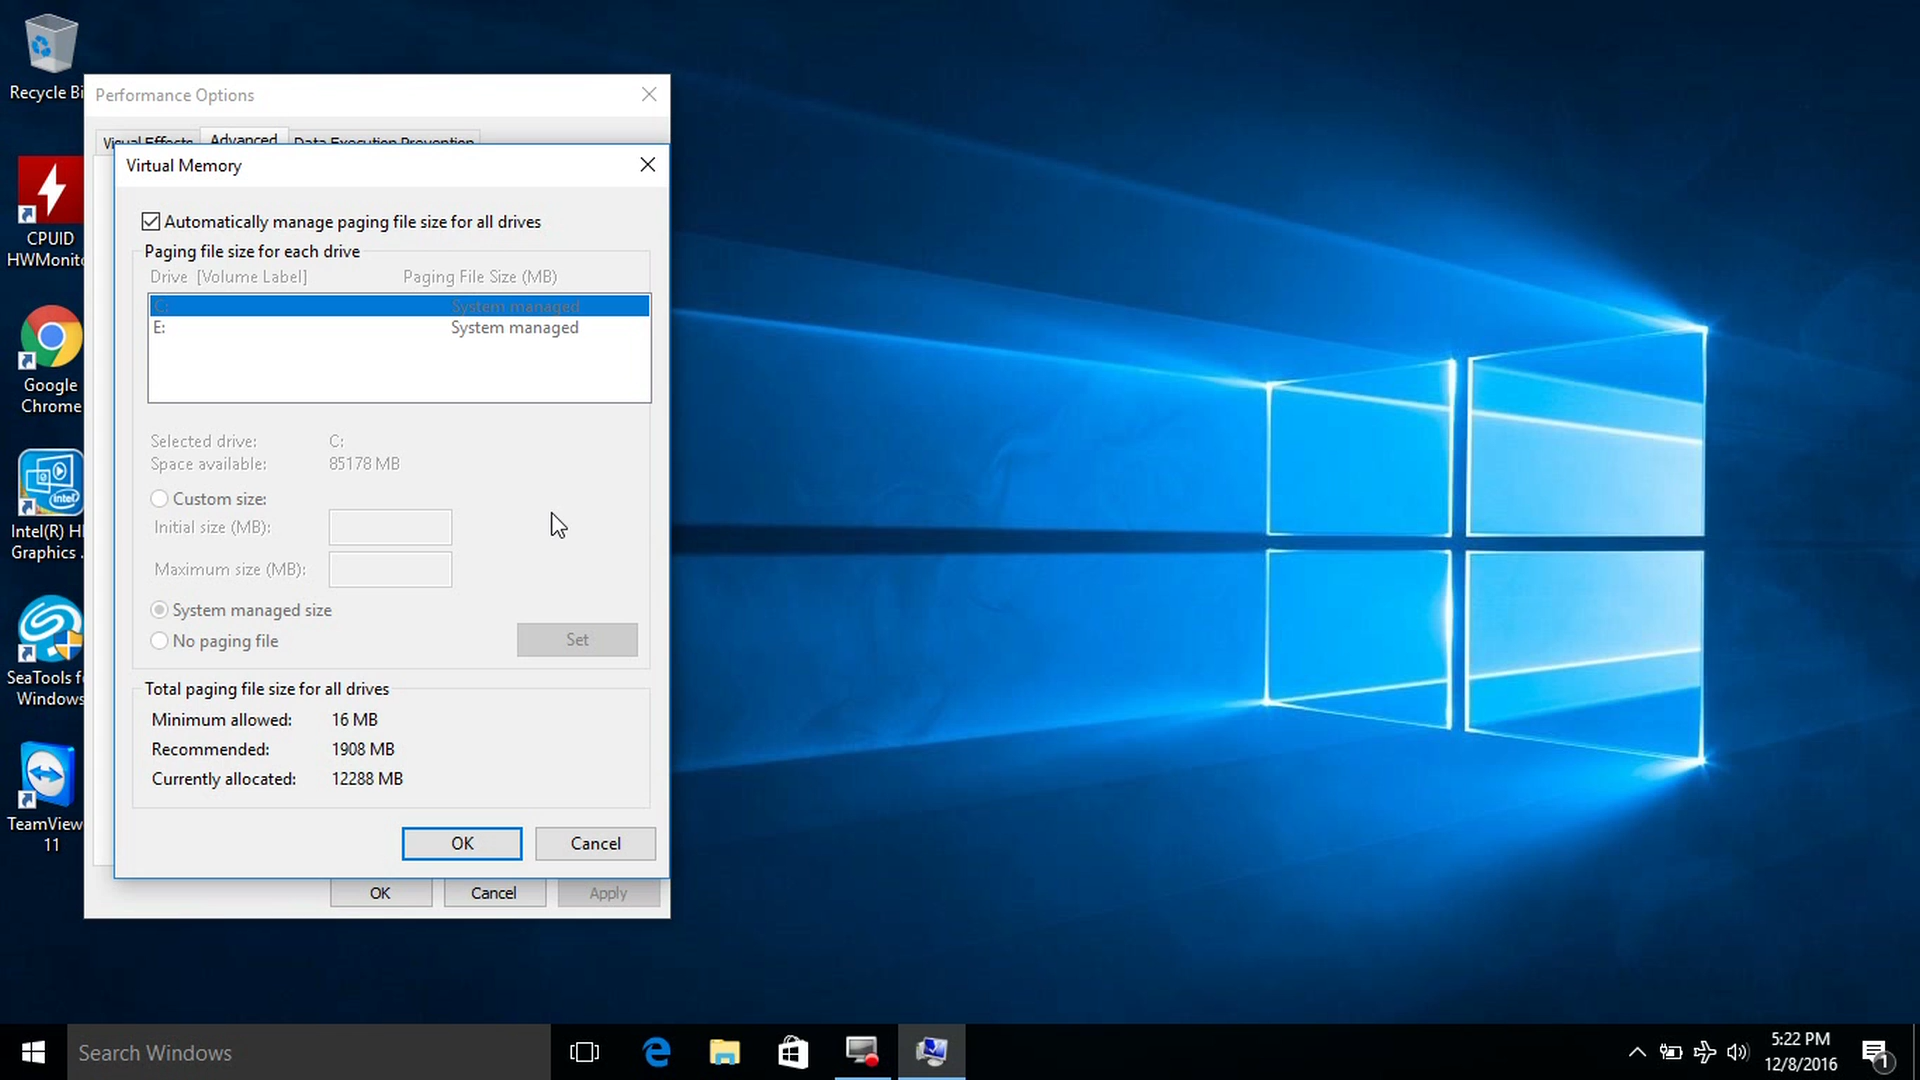 Recycle Bi
Performance Options
Visual Effects
Advanced
Data Execution Prevention
Virtual Memory
Automatically manage paging file size for all drives
Paging file size for each drive
Drive [Volume Label]
Paging File Size (MB)
C:
System managed
E:
System managed
Selected drive:
C:
Space available:
85178 MB
Custom size:
Initial size (MB):
Maximum size (MB):
System managed size
No paging file
Set
Total paging file size for all drives
Minimum allowed:
16 MB
Recommended:
1908 MB
Currently allocated:
12288 MB
OK
Cancel
OK
Cancel
Apply
CPUID
HWMonito
Google
Chrome
intel
Intel(R) H
Graphics .
SeaTools f
Windows
TeamView
11
Search Windows
5:22 PM
12/8/2016
1